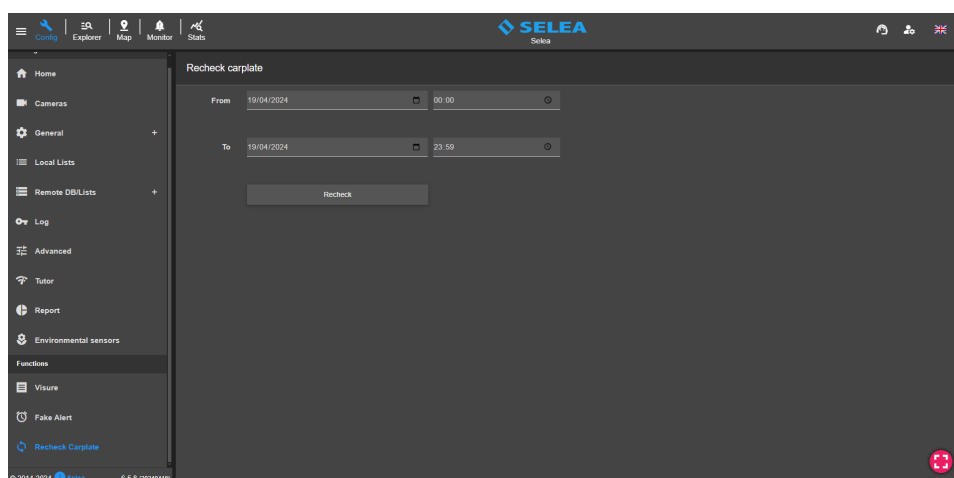 Config
Explorer
Map
Monitor
Stats
SELEA
Selea
Home
Cameras
General +
Local Lists
Remote DB/Lists +
Log
Advanced
Tutor
Report
Environmental sensors
Functions
Visure
Fake Alert
Recheck Carplate
Recheck carplate
From 19/04/2024 00:00
To 19/04/2024 23:59
Recheck